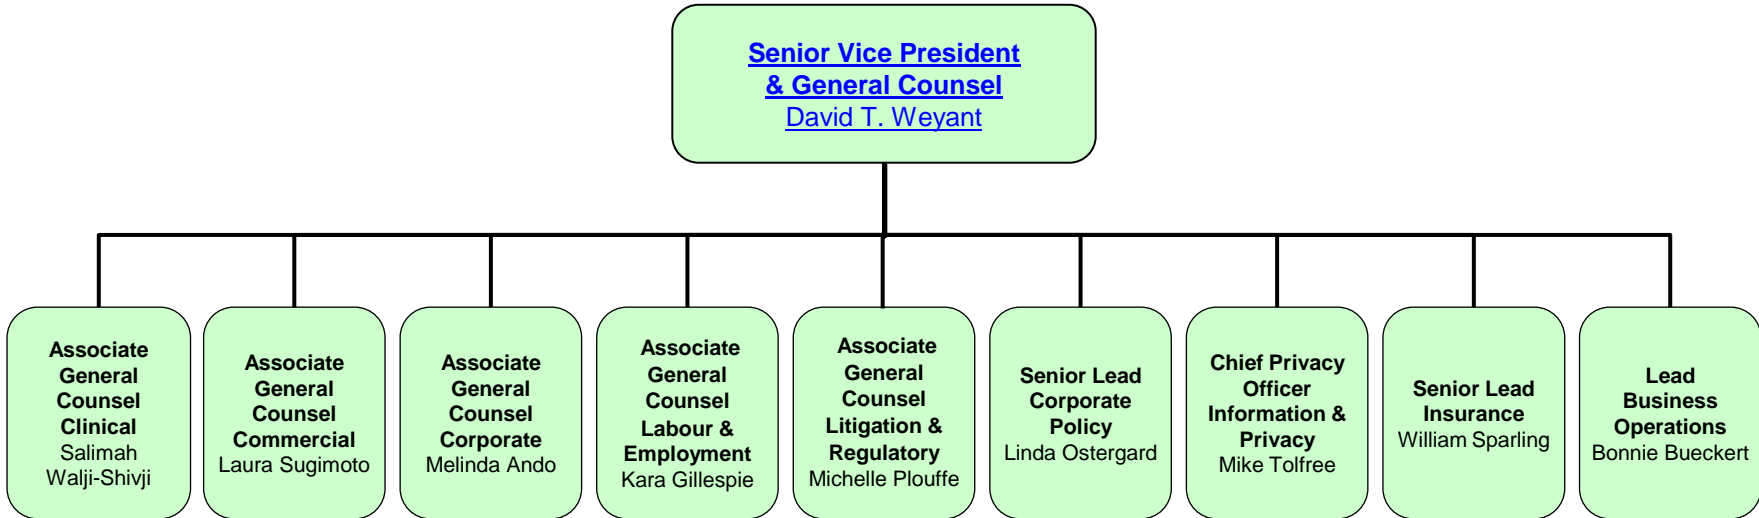 Senior Vice President
& General Counsel
David T. Weyant
Associate
General
Counsel
Clinical
Salimah
Walji-Shivji
Associate
General
Counsel
Commercial
Laura Sugimoto
Associate
General
Counsel
Corporate
Melinda Ando
Associate
General
Counsel
Labour &
Employment
Kara Gillespie
Associate
General
Counsel
Litigation &
Regulatory
Michelle Plouffe
Senior Lead
Corporate
Policy
Linda Ostergard
Chief Privacy
Officer
Information &
Privacy
Mike Tolfree
Senior Lead
Insurance
William Sparling
Lead
Business
Operations
Bonnie Bueckert